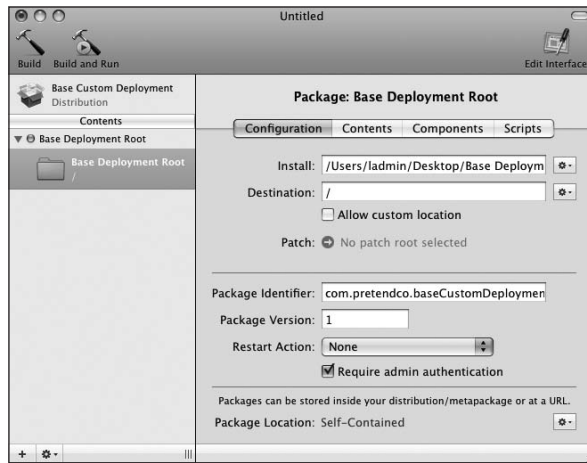 Untitled
Build
Build and Run
Edit Interface
Base Custom Deployment
Distribution
Contents
Base Deployment Root
Base Deployment Root
/
Package: Base Deployment Root
Configuration
Contents
Components
Scripts
Install: /Users/ladmin/Desktop/Base Deploym
Destination: /
Allow custom location
Patch: No patch root selected
Package Identifier: com.pretendco.baseCustomDeploymen
Package Version: 1
Restart Action: None
Require admin authentication
Packages can be stored inside your distribution/metapackage or at a URL.
Package Location: Self-Contained